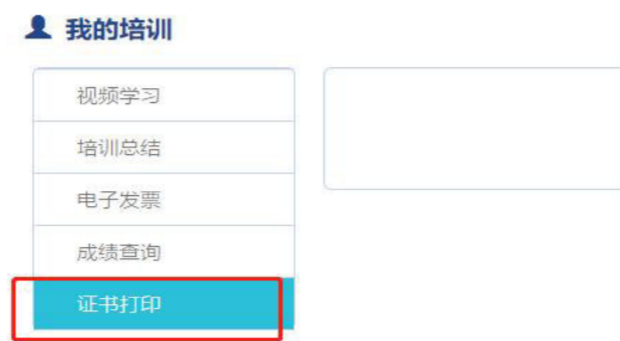 我的培训
视频学习
培训总结
电子发票
成绩查询
证书打印